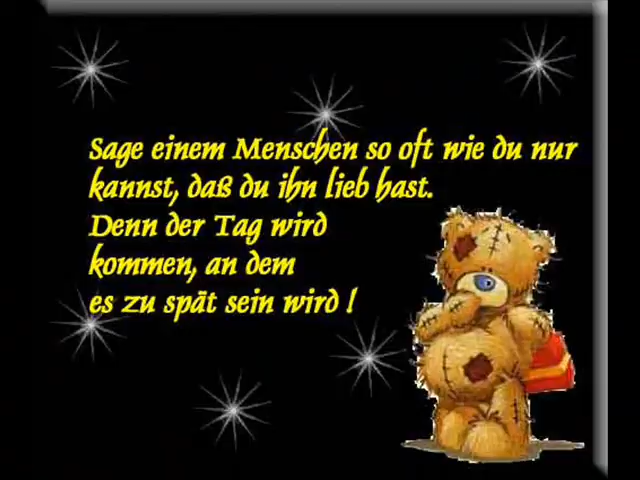 Sage einem Menschen so oft wie du nur
kannst, daß du ihn lieb hast.
Denn der Tag wird
kommen, an dem
es zu spät sein wird !